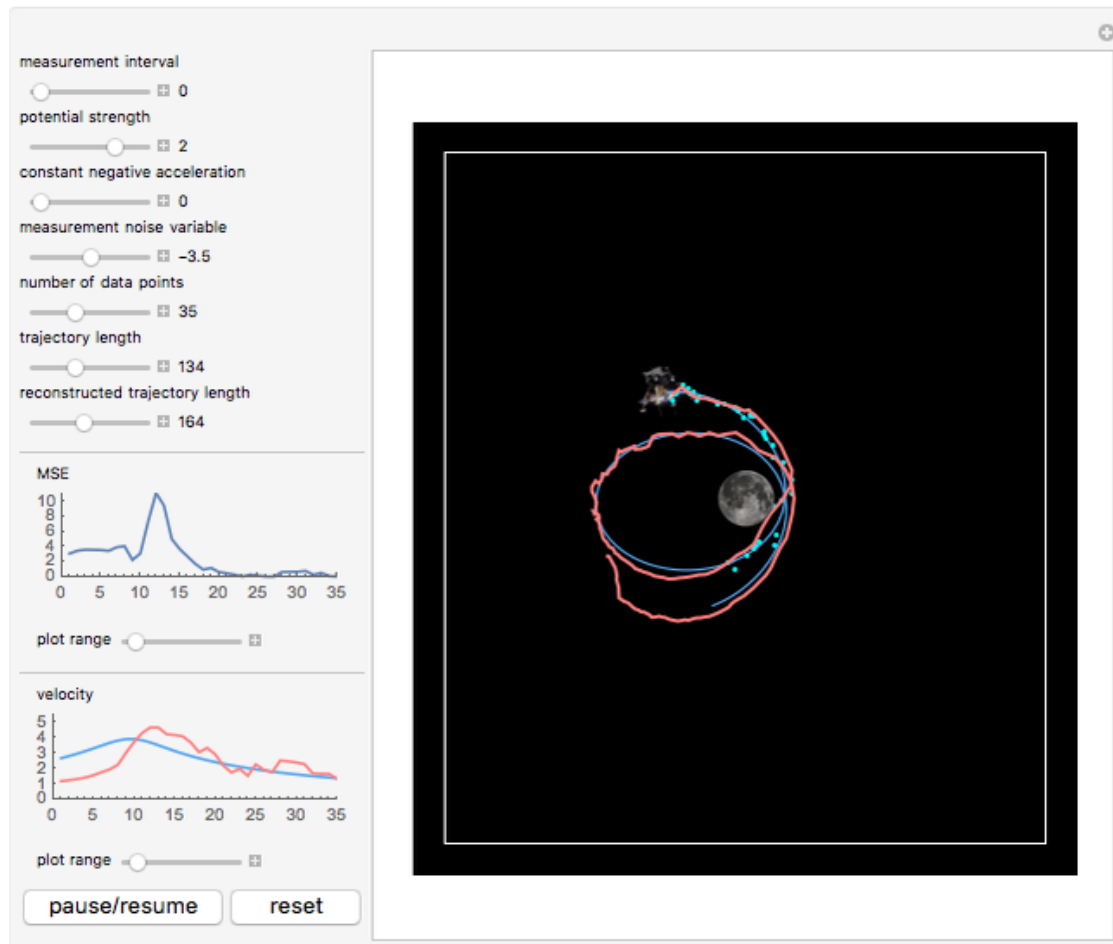 measurement interval
0
potential strength
2
constant negative acceleration
0
measurement noise variable
−3.5
number of data points
35
trajectory length
134
reconstructed trajectory length
164
MSE
10
8
6
4
2
0
0 5 10 15 20 25 30 35
plot range
velocity
5
4
3
2
1
0
0 5 10 15 20 25 30 35
plot range
pause/resume reset